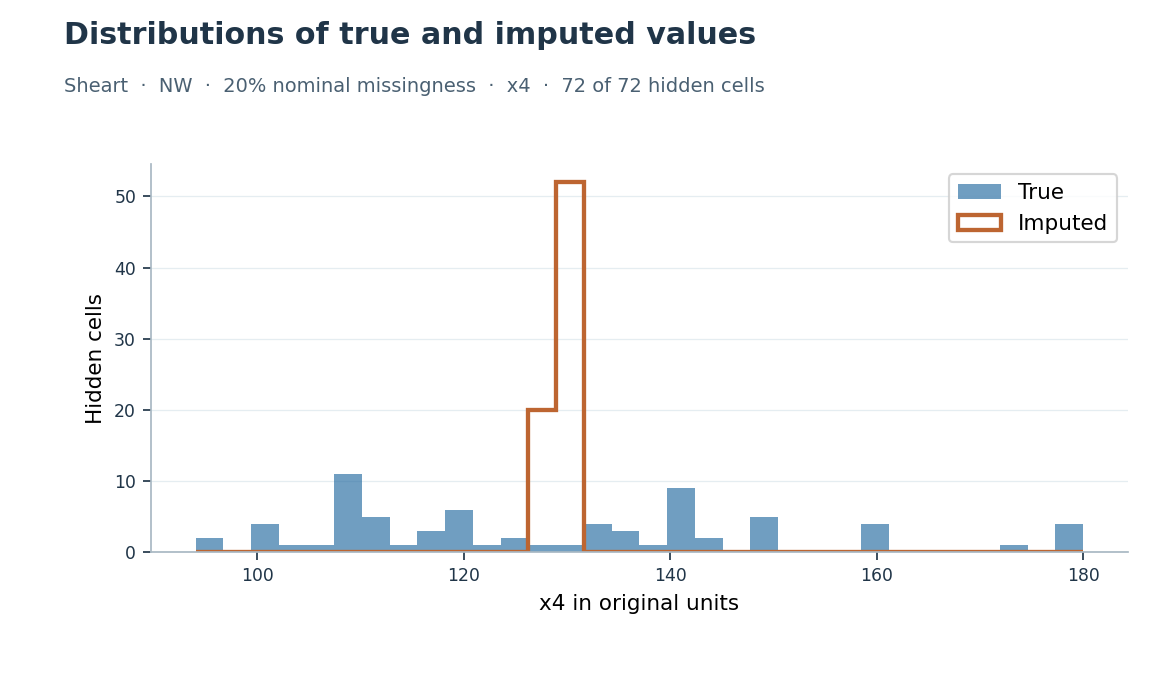 Distributions of true and imputed values
Sheart · NW · 20% nominal missingness · x4 · 72 of 72 hidden cells
True
Imputed
50
40
30
20
10
0
Hidden cells
100 120 140 160 180
x4 in original units